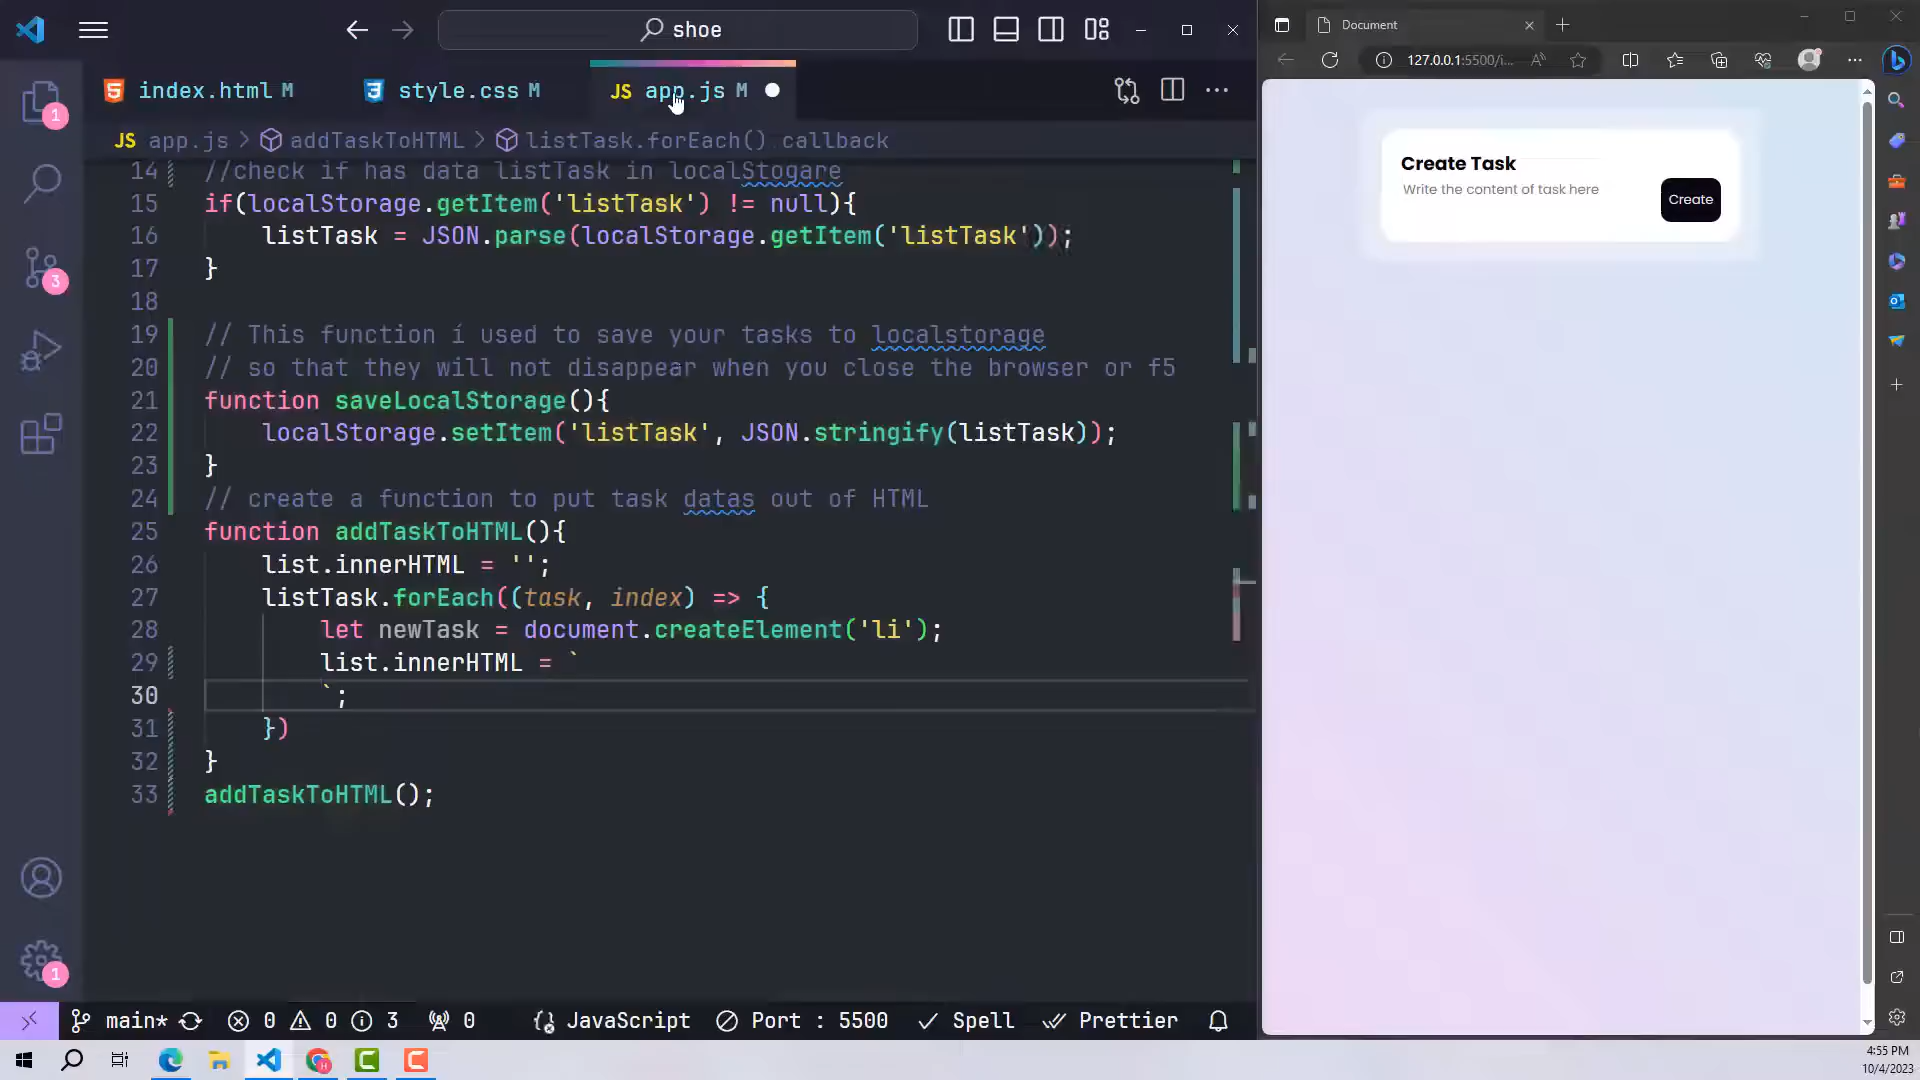 shoe
index.html M
style.css M
JS app.js M
JS app.js > addTaskToHTML > listTask.forEach() callback
14 //check if has data listTask in localStogare
15 if(localStorage.getItem('listTask') != null){
16 listTask = JSON.parse(localStorage.getItem('listTask'));
17 }
18
19 // This function í used to save your tasks to localstorage
20 // so that they will not disappear when you close the browser or f5
21 function saveLocalStorage(){
22 localStorage.setItem('listTask', JSON.stringify(listTask));
23 }
24 // create a function to put task datas out of HTML
25 function addTaskToHTML(){
26 list.innerHTML = '';
27 listTask.forEach((task, index) => {
28 let newTask = document.createElement('li');
29 list.innerHTML = `
30 `;
31 })
32 }
33 addTaskToHTML();
1
3
1
main* 0 0 3 0 JavaScript Port : 5500 Spell Prettier
Document
127.0.0.1:5500/i...
Create Task
Write the content of task here
Create
4:55 PM
10/4/2023